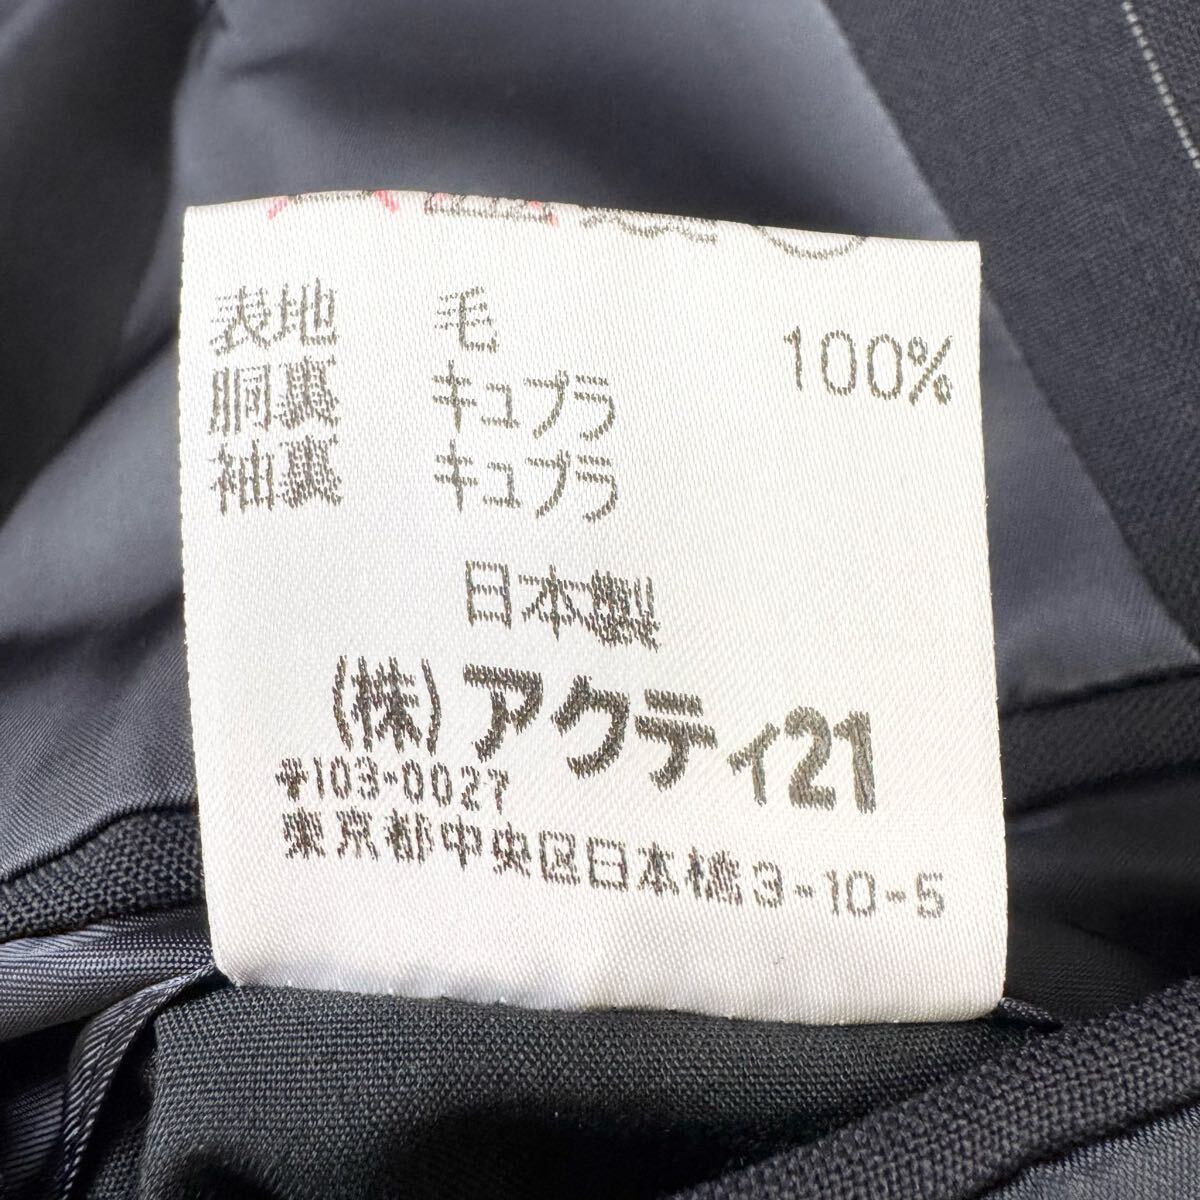 表地 毛 100%
胴裏 キュプラ
袖裏 キュプラ
日本製
(株)アクティ21
〒103-0027
東京都中央区日本橋3-10-5